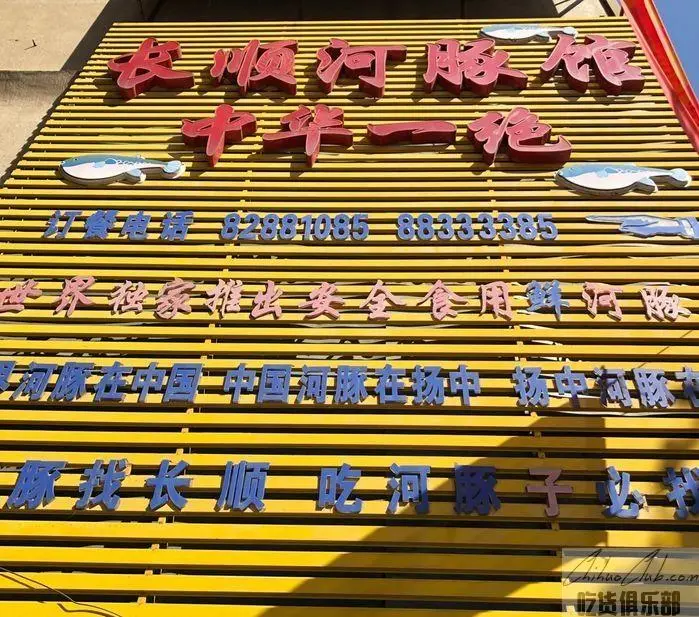 长顺河豚馆
中华一绝
订餐电话 82881085 88333385
世界独家推出安全食用鲜河豚
界河豚在中国 中国河豚在扬中 扬中河豚
豚找长顺 吃河豚子必找
ChihuoClub.com
吃货俱乐部